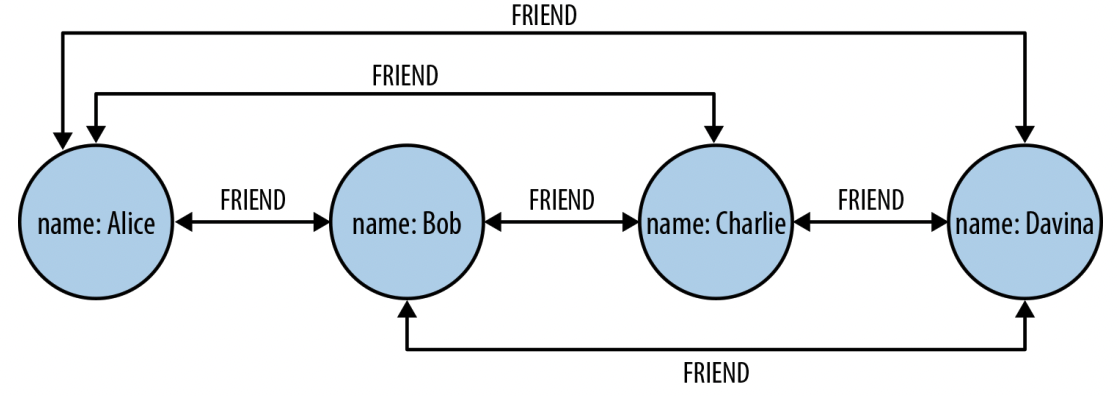 FRIEND
FRIEND
name: Alice
FRIEND
name: Bob
FRIEND
name: Charlie
FRIEND
name: Davina
FRIEND